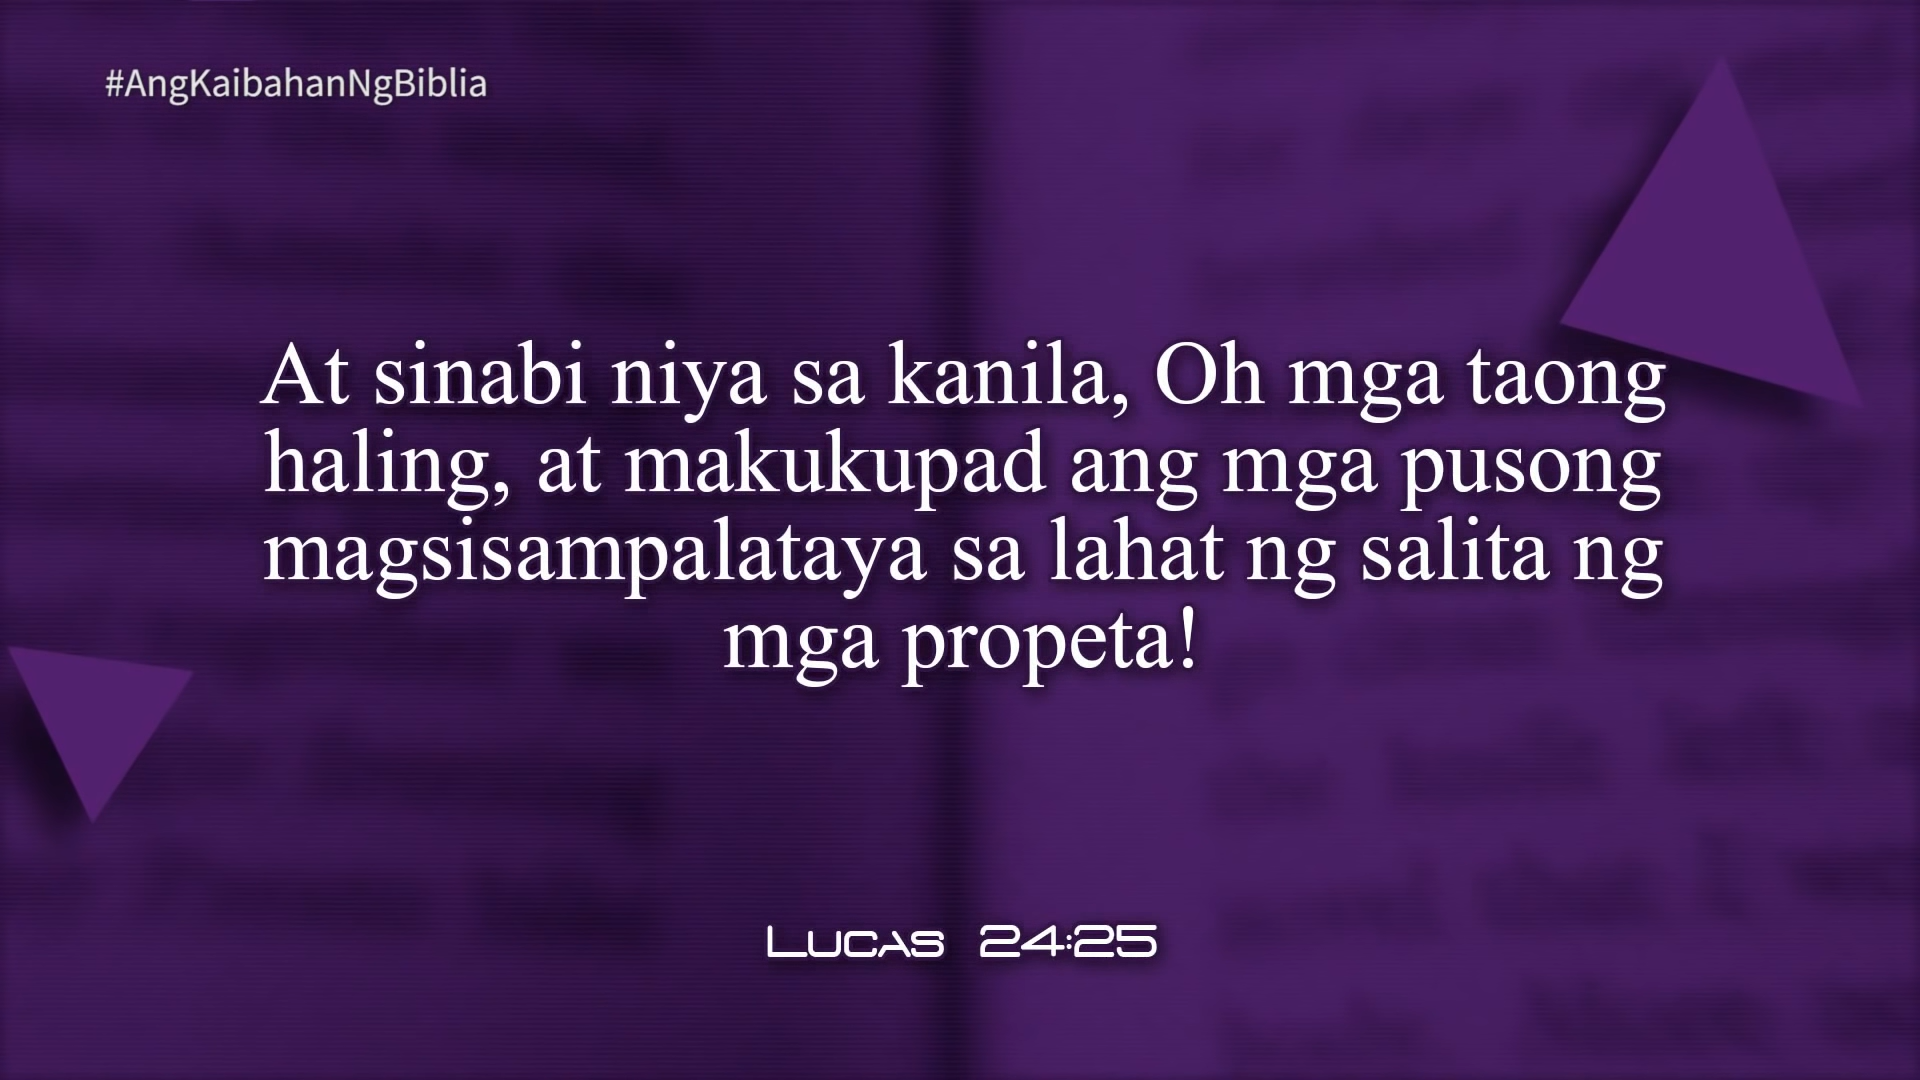 #AngKaibahanNgBiblia
At sinabi niya sa kanila, Oh mga taong
haling, at makukupad ang mga pusong
magsisampalataya sa lahat ng salita ng
mga propeta!
Lucas 24:25